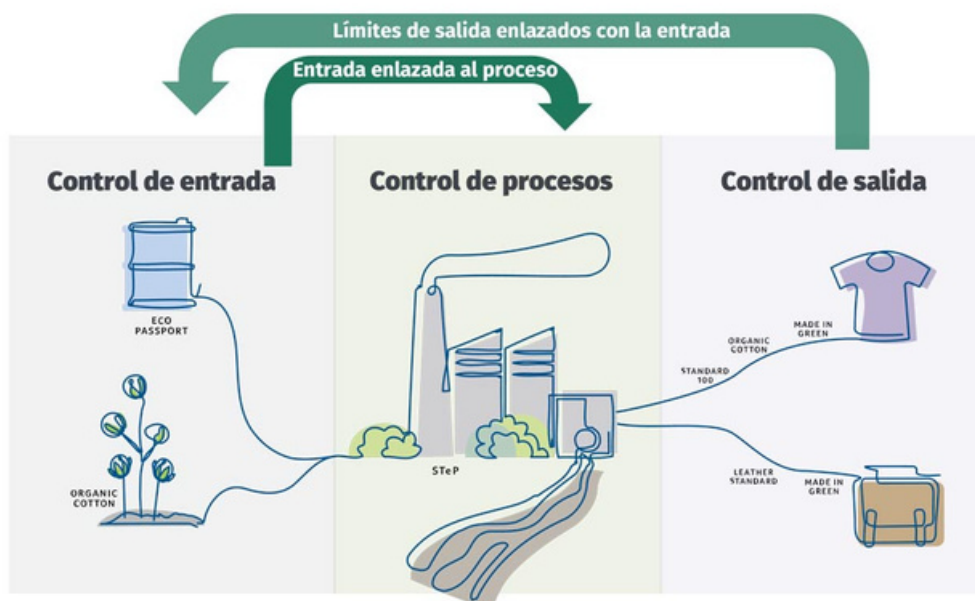 Límites de salida enlazados con la entrada
Entrada enlazada al proceso
Control de entrada
Control de procesos
Control de salida
ECO
PASSPORT
ORGANIC
COTTON
STeP
STANDARD
100
ORGANIC
COTTON
MADE IN
GREEN
LEATHER
STANDARD
MADE IN
GREEN